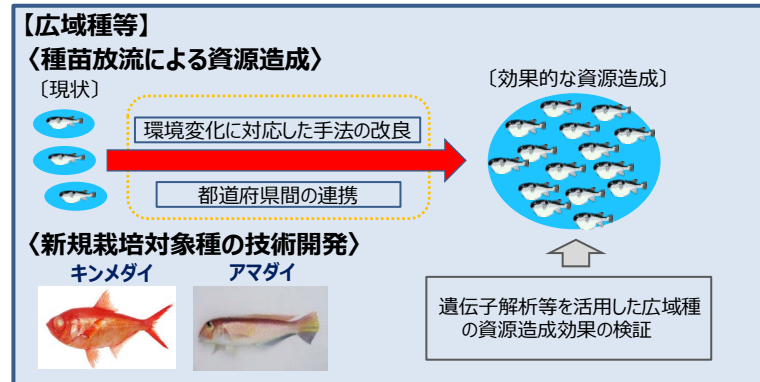 【広域種等】
〈種苗放流による資源造成〉
〔現状〕
〔効果的な資源造成〕
環境変化に対応した手法の改良
都道府県間の連携
〈新規栽培対象種の技術開発〉
キンメダイ
アマダイ
遺伝子解析等を活用した広域種
の資源造成効果の検証